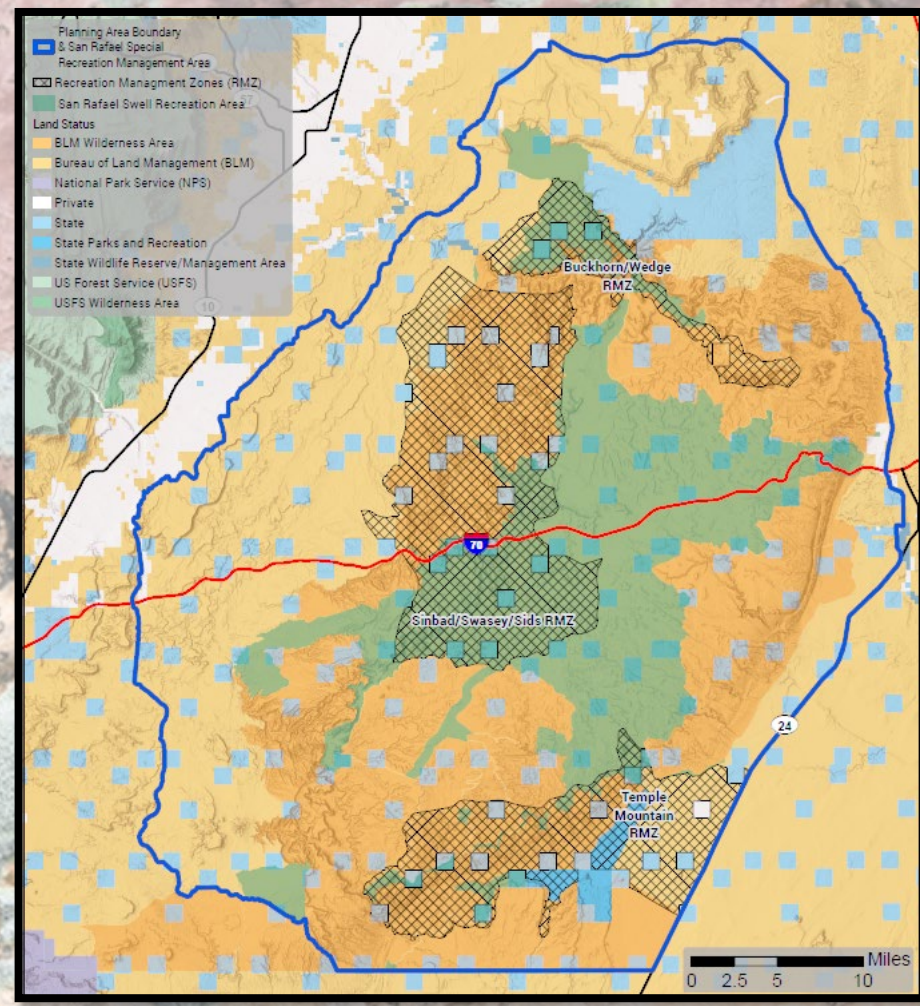 Planning Area Boundary
& San Rafael Special
Recreation Management Area
Recreation Managment Zones (RMZ)
San Rafael Swell Recreation Area
Land Status
BLM Wilderness Area
Bureau of Land Management (BLM)
National Park Service (NPS)
Private
State
State Parks and Recreation
State Wildlife Reserve/Management Area
US Forest Service (USFS)
USFS Wilderness Area
10
Buckhorn/Wedge
RMZ
70
Sinbad/Swasey/Sids RMZ
24
Temple
Mountain
RMZ
Miles
0 2.5 5 10